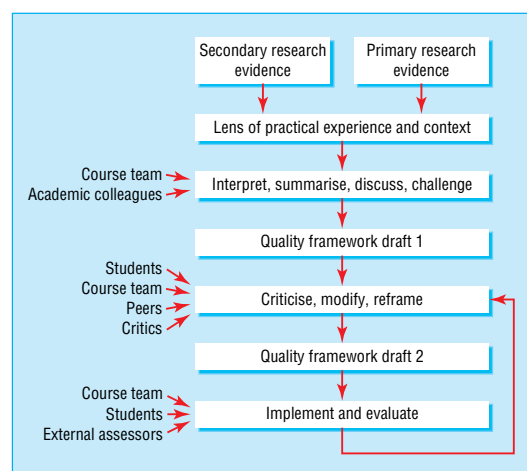 Secondary research
evidence
Primary research
evidence
Lens of practical experience and context
Course team
Academic colleagues
Interpret, summarise, discuss, challenge
Quality framework draft 1
Students
Course team
Peers
Critics
Criticise, modify, reframe
Quality framework draft 2
Course team
Students
External assessors
Implement and evaluate